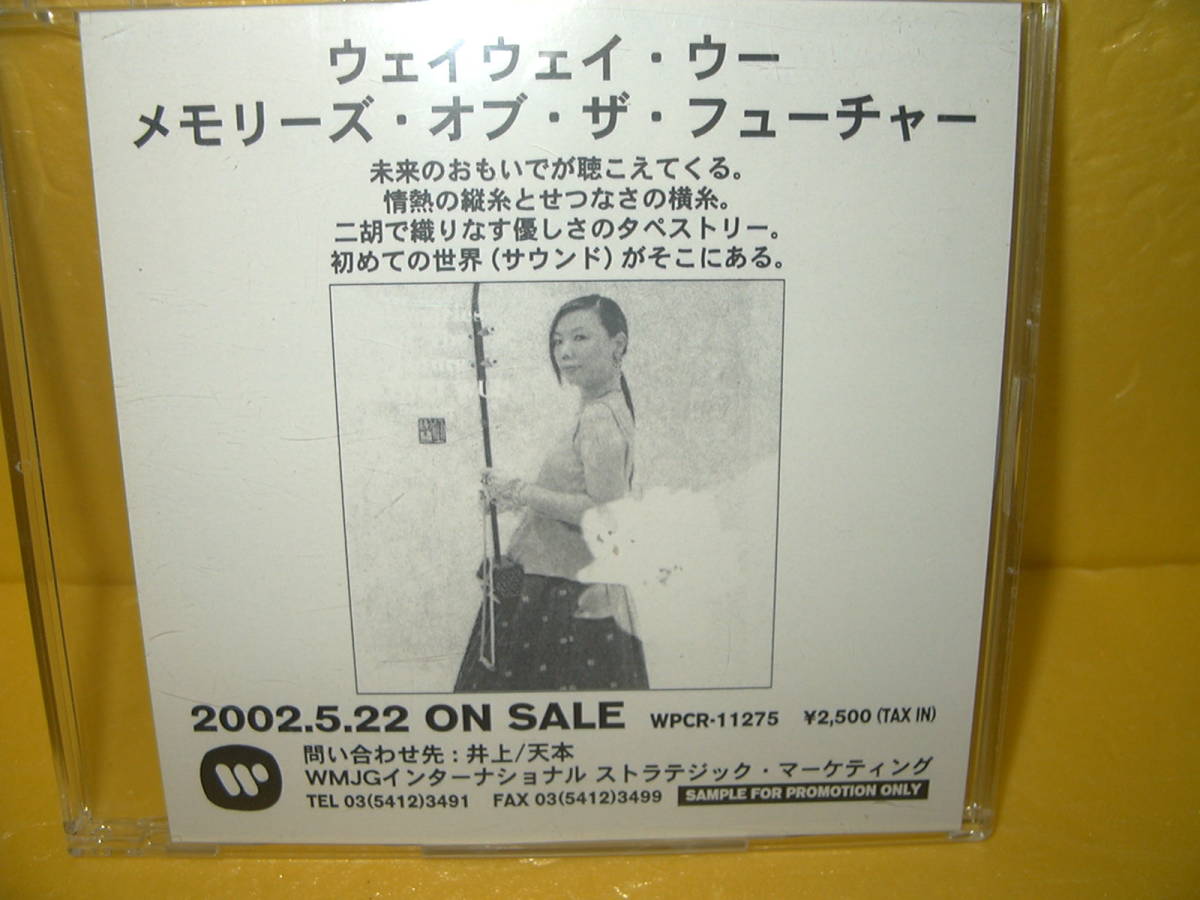 ウェイウェイ・ウー
メモリーズ・オブ・ザ・フューチャー
未来のおもいでが聴こえてくる。
情熱の縦糸とせつなさの横糸。
二胡で織りなす優しさのタペストリー。
初めての世界（サウンド）がそこにある。
2002.5.22 ON SALE WPCR-11275 ¥2,500 (TAX IN)
問い合わせ先：井上/天本
WMJGインターナショナル ストラテジック・マーケティング
TEL 03(5412)3491 FAX 03(5412)3499 SAMPLE FOR PROMOTION ONLY